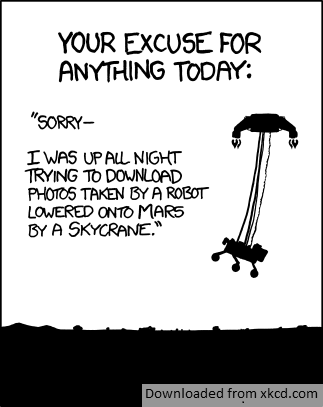 YOUR EXCUSE FOR
ANYTHING TODAY:
"SORRY—
I WAS UP ALL NIGHT
TRYING TO DOWNLOAD
PHOTOS TAKEN BY A ROBOT
LOWERED ONTO MARS
BY A SKYCRANE."
Downloaded from xkcd.com